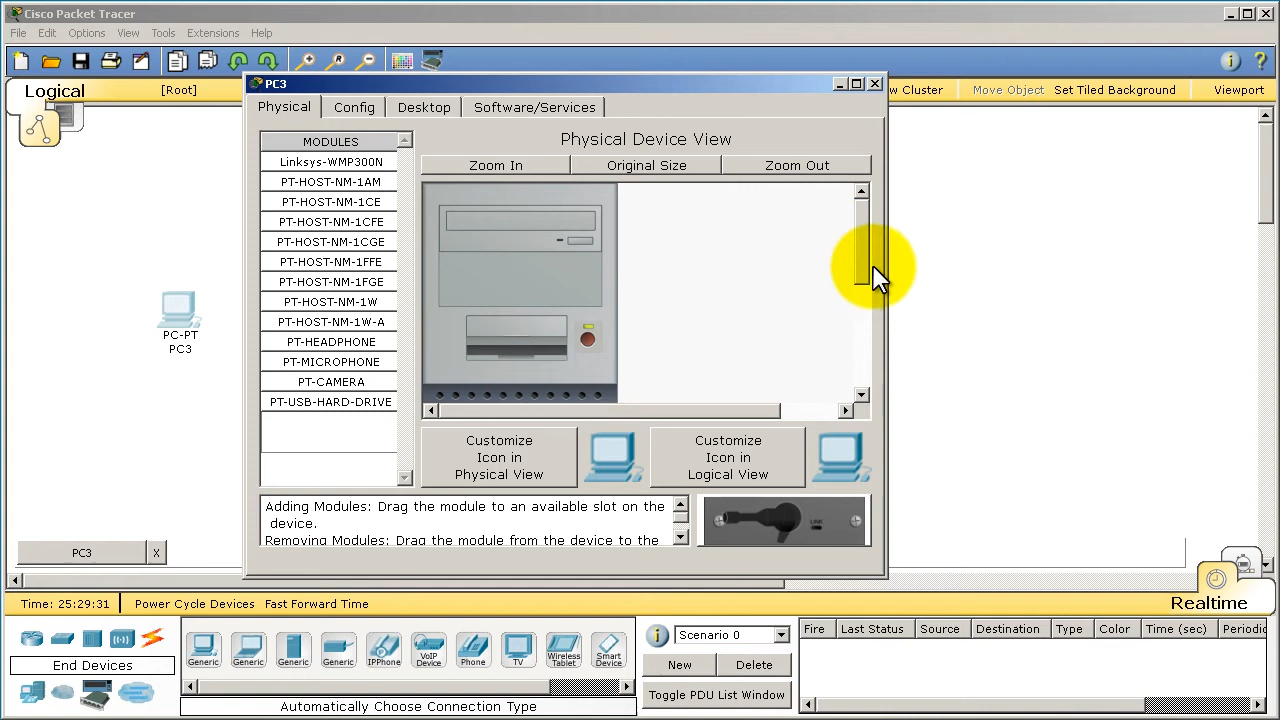 Cisco Packet Tracer
File Edit Options View Tools Extensions Help
Logical
[Root]
w Cluster
Move Object
Set Tiled Background
Viewport
PC3
Physical
Config
Desktop
Software/Services
MODULES
Linksys-WMP300N
PT-HOST-NM-1AM
PT-HOST-NM-1CE
PT-HOST-NM-1CFE
PT-HOST-NM-1CGE
PT-HOST-NM-1FFE
PT-HOST-NM-1FGE
PT-HOST-NM-1W
PT-HOST-NM-1W-A
PT-HEADPHONE
PT-MICROPHONE
PT-CAMERA
PT-USB-HARD-DRIVE
Physical Device View
Zoom In
Original Size
Zoom Out
Customize
Icon in
Physical View
Customize
Icon in
Logical View
Adding Modules: Drag the module to an available slot on the
device.
Removing Modules: Drag the module from the device to the
LINK
PC-PT
PC3
PC3
X
Realtime
Time: 25:29:31
Power Cycle Devices
Fast Forward Time
End Devices
Generic
Generic
Generic
Generic
IPPhone
VoIP
Device
Phone
TV
Wireless
Tablet
Smart
Device
Automatically Choose Connection Type
Scenario 0
New
Delete
Toggle PDU List Window
Fire
Last Status
Source
Destination
Type
Color
Time (sec)
Periodic